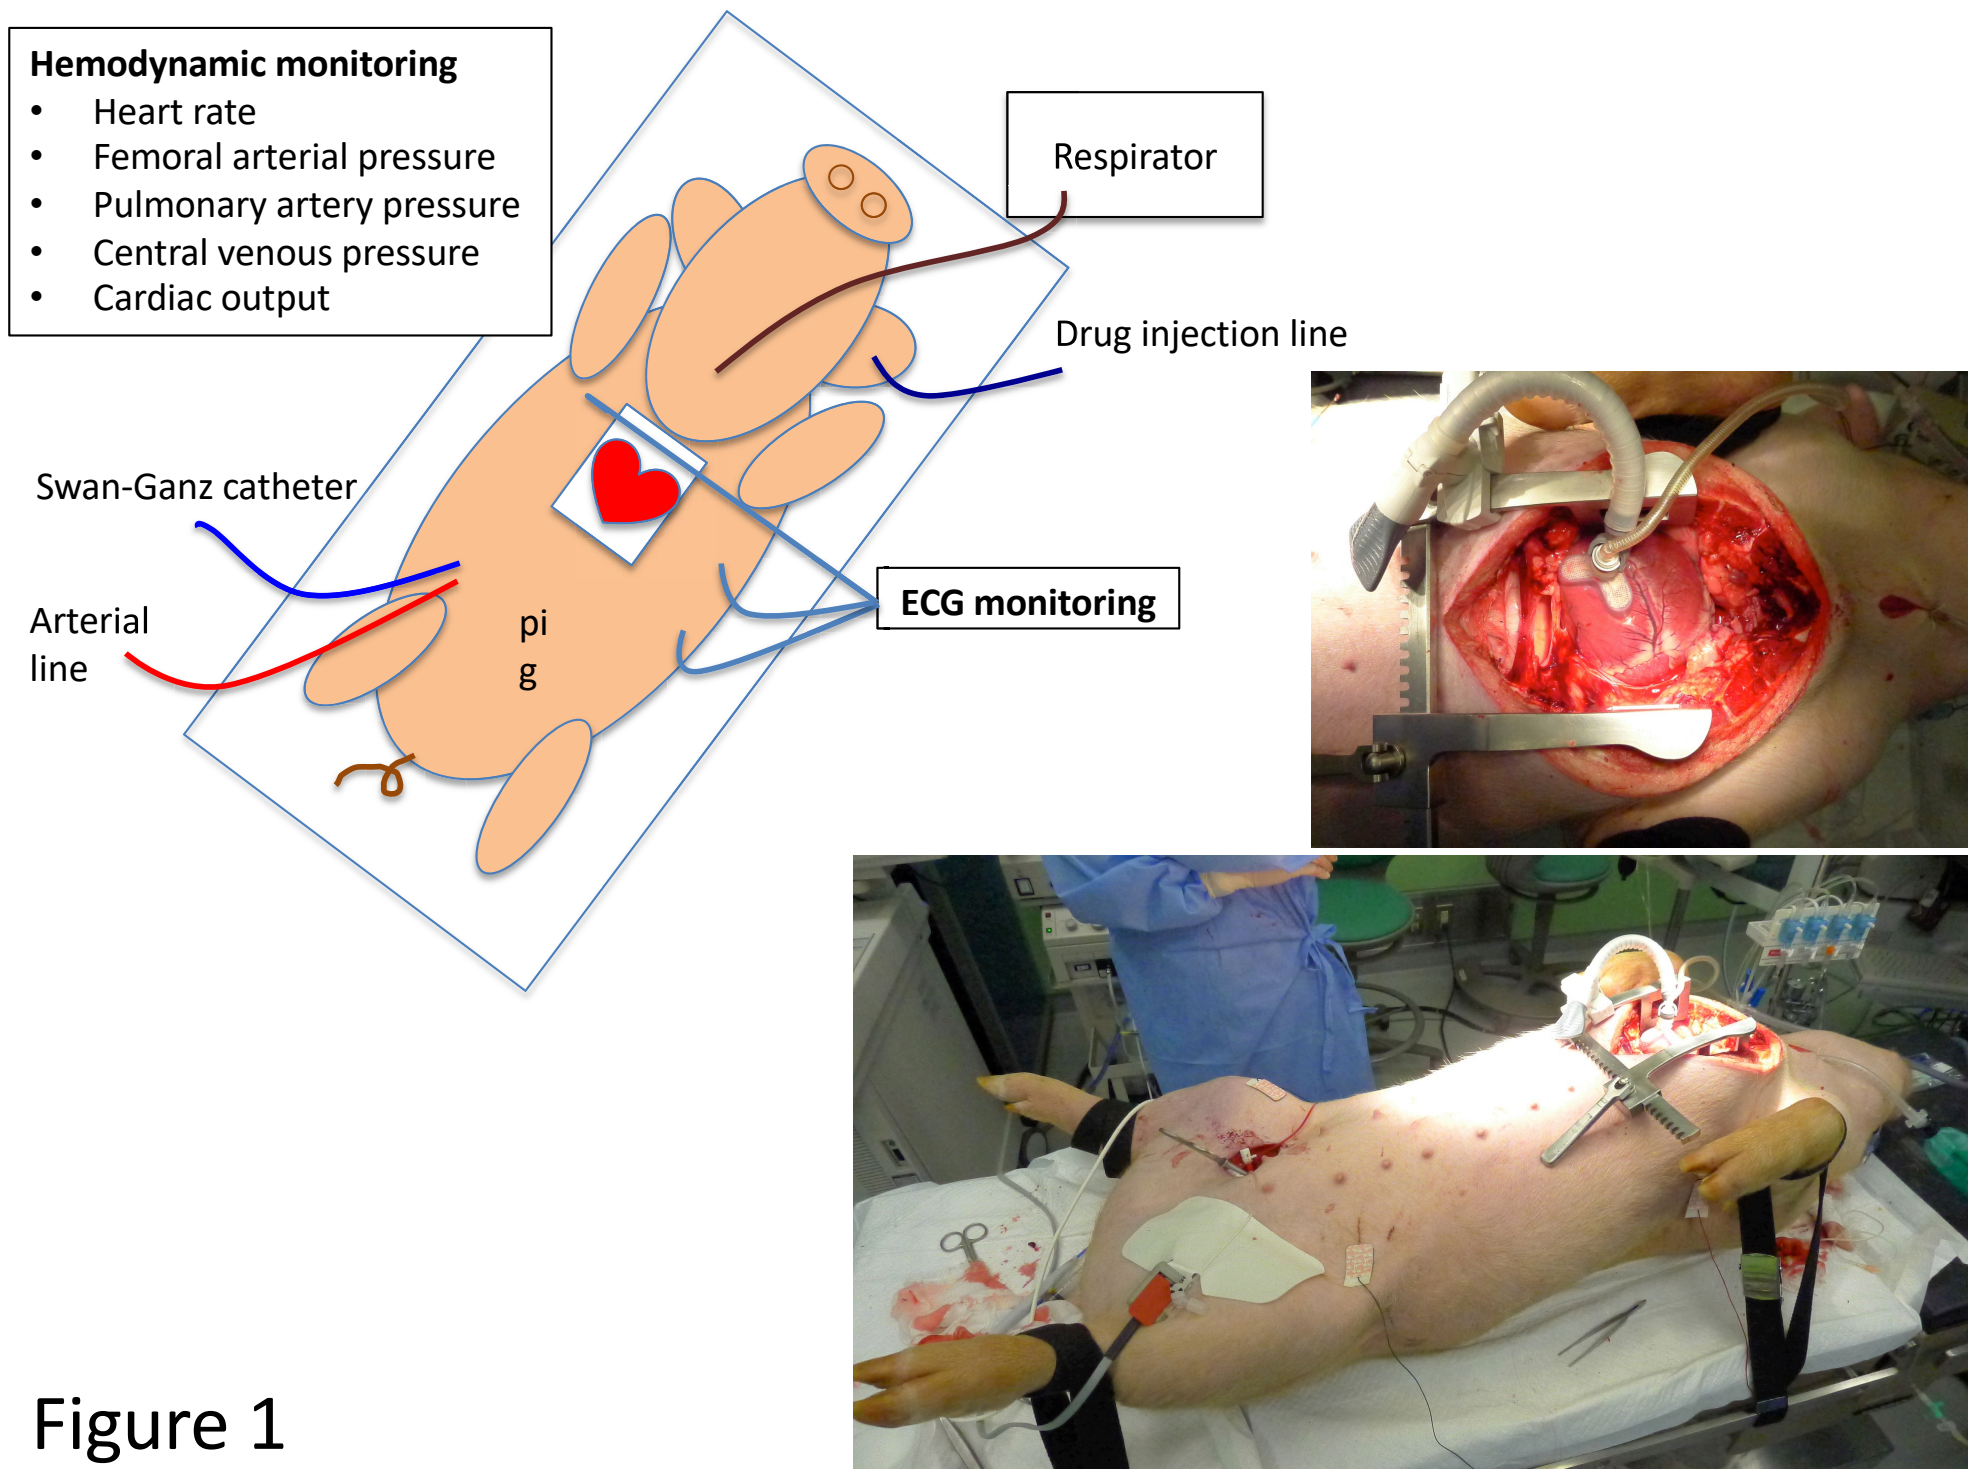 Hemodynamic monitoring
• Heart rate
• Femoral arterial pressure
• Pulmonary artery pressure
• Central venous pressure
• Cardiac output
Respirator
Drug injection line
Swan-Ganz catheter
Arterial
line
pi
g
ECG monitoring
Figure 1